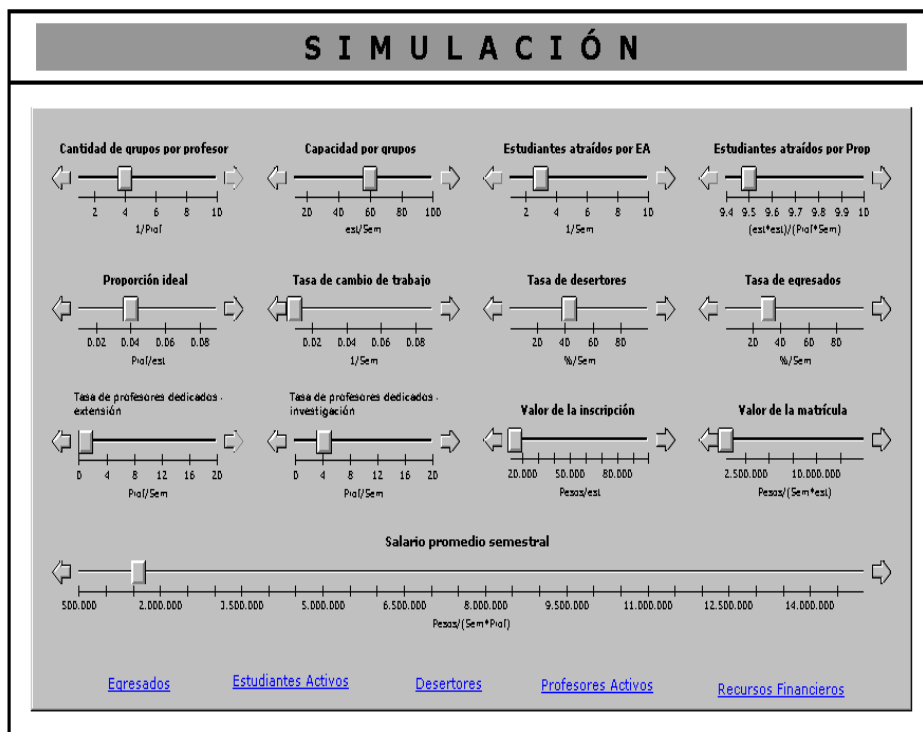 SIMULACIÓN
Cantidad de grupos por profesor
Capacidad por grupos
Estudiantes atraídos por EA
Estudiantes atraídos por Prop
2 4 6 8 10
20 40 60 80 100
2 4 6 8 10
9.4 9.5 9.6 9.7 9.8 9.9 10
1/Prof
est/Sem
1/Sem
(est*est)/(Prof*Sem)
Proporción ideal
Tasa de cambio de trabajo
Tasa de desertores
Tasa de egresados
0.02 0.04 0.06 0.08
0.02 0.04 0.06 0.08
20 40 60 80
20 40 60 80
Prof/est
1/Sem
%/Sem
%/Sem
Tasa de profesores dedicados -
extensión
Tasa de profesores dedicados -
investigación
Valor de la inscripción
Valor de la matrícula
0 4 8 12 16 20
0 4 8 12 16 20
20.000 50.000 80.000
2.500.000 10.000.000
Prof/Sem
Prof/Sem
Pesos/est
Pesos/(Sem*est)
Salario promedio semestral
500.000 2.000.000 3.500.000 5.000.000 6.500.000 8.000.000 9.500.000 11.000.000 12.500.000 14.000.000
Pesos/(Sem*Prof)
Egresados
Estudiantes Activos
Desertores
Profesores Activos
Recursos Financieros